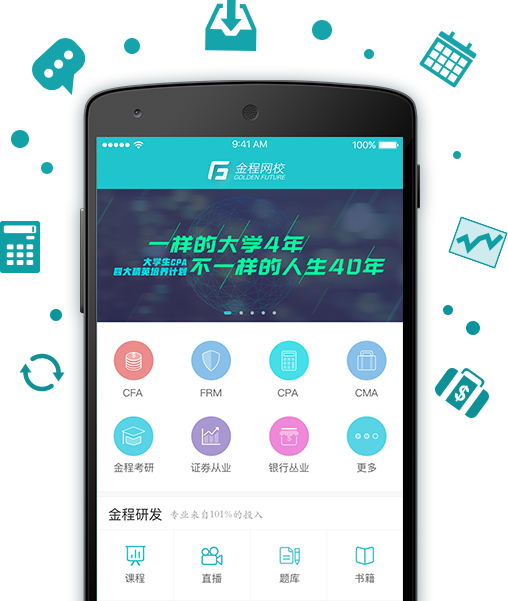 9:41 AM
100%
金程网校
GOLDEN FUTURE
一样的大学4年
大学生CPA
四大精英培养计划
不一样的人生40年
CFA
FRM
CPA
CMA
金程考研
证券从业
银行丛业
更多
金程研发 专业来自101%的投入
课程
直播
题库
书籍
$